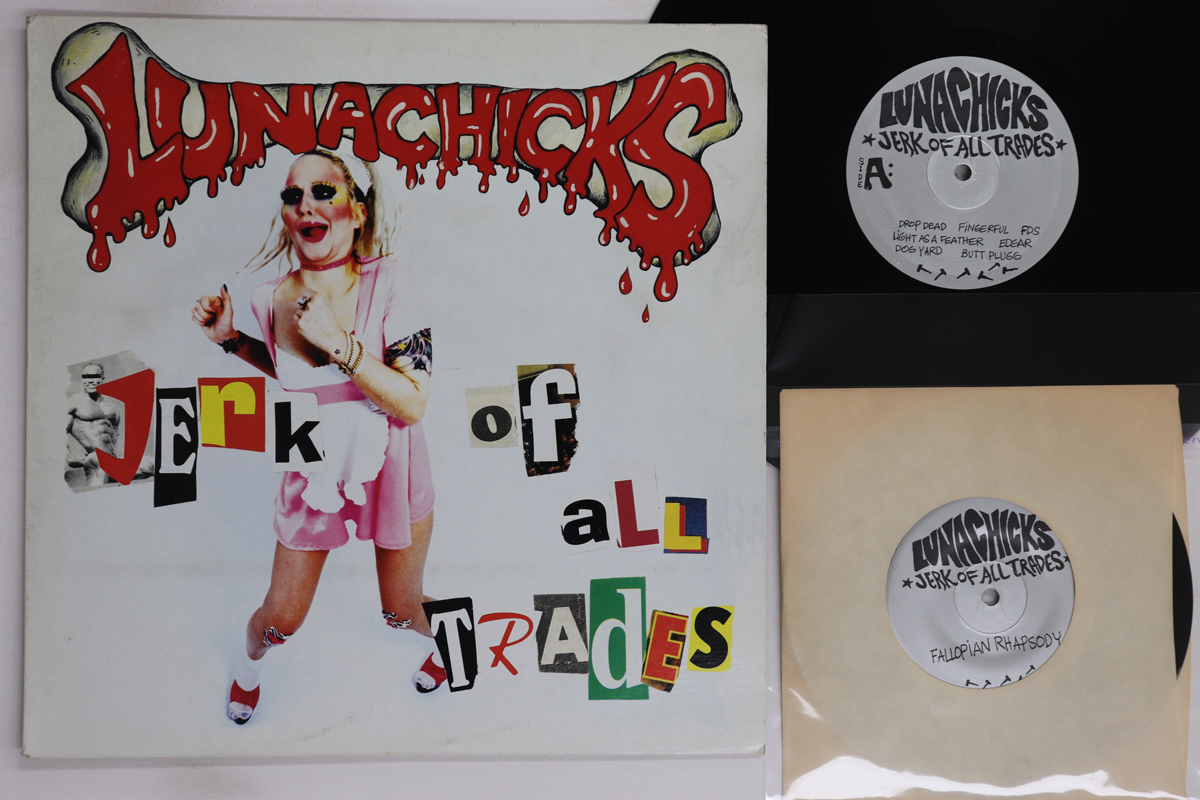 LUNACHICKS
Jerk of
aLL
TRAdES
LUNACHICKS
JERK OF ALL TRADES
SIDE A:
DROP DEAD FINGERFUL FDS
LIGHT AS A FEATHER EDGAR
DOG YARD BUTT PLUGG
LUNACHICKS
JERK OF ALL TRADES
FALLOPIAN RHAPSODY